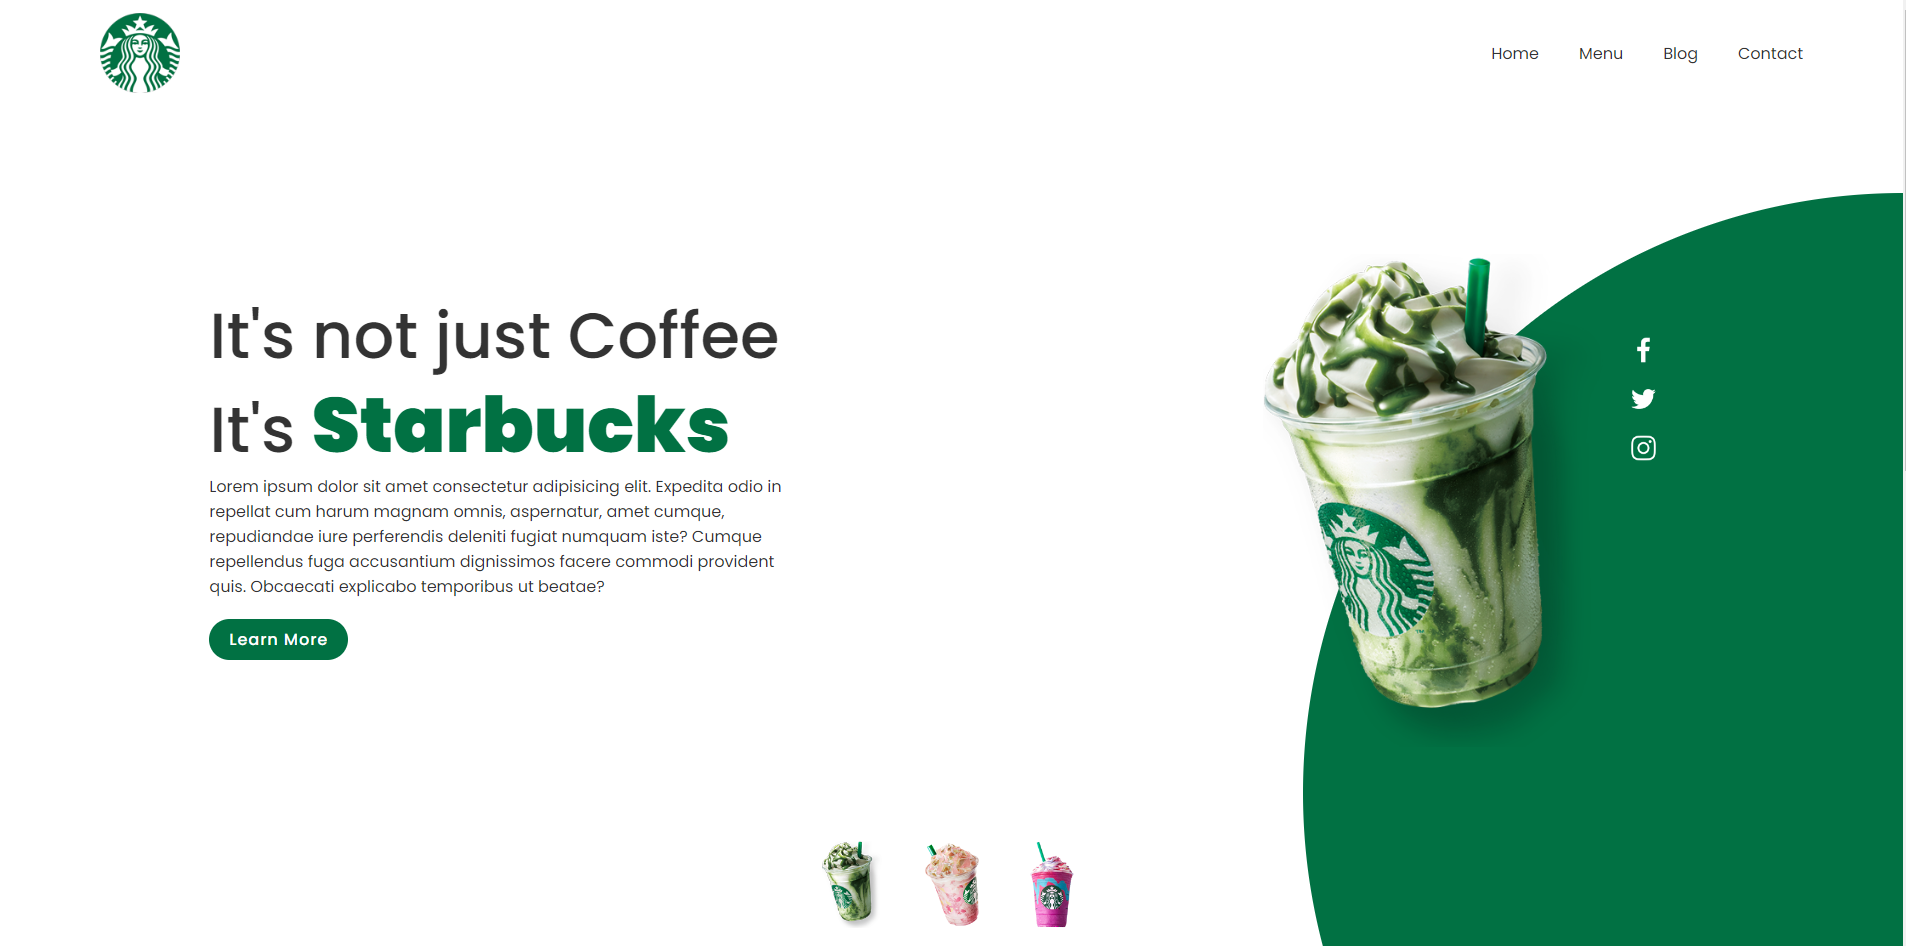 Home Menu Blog Contact
It's not just Coffee
It's Starbucks
Lorem ipsum dolor sit amet consectetur adipisicing elit. Expedita odio in
repellat cum harum magnam omnis, aspernatur, amet cumque,
repudiandae iure perferendis deleniti fugiat numquam iste? Cumque
repellendus fuga accusantium dignissimos facere commodi provident
quis. Obcaecati explicabo temporibus ut beatae?
Learn More
TM